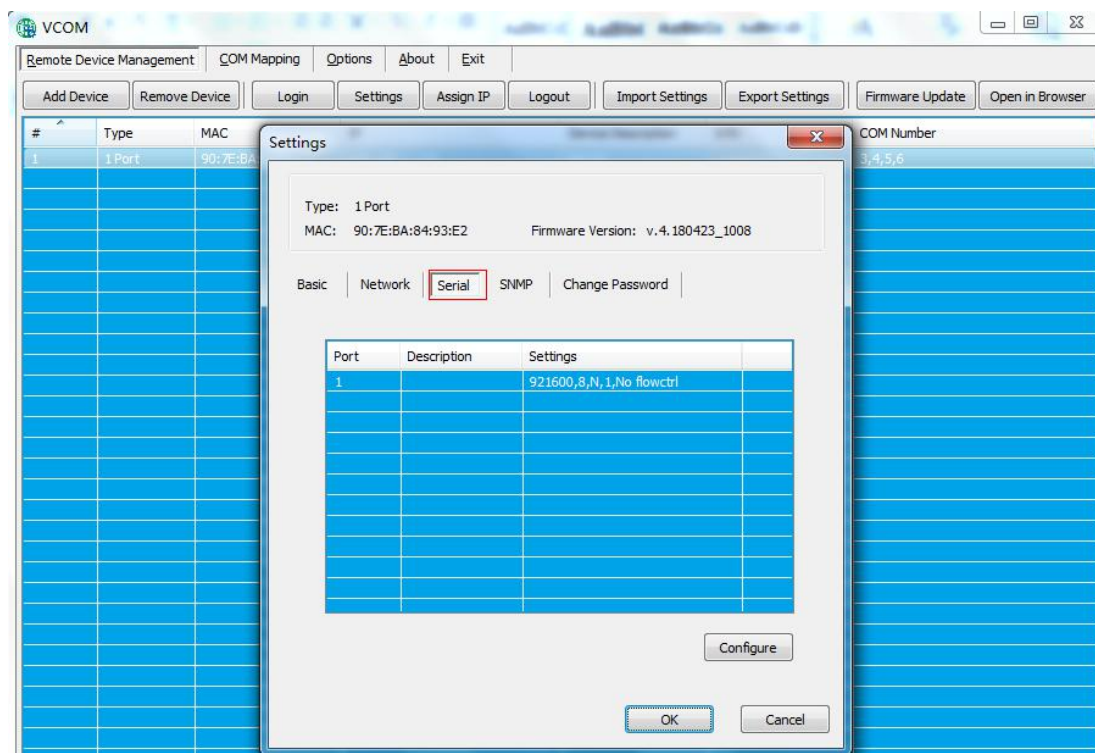 VCOM
Remote Device Management COM Mapping Options About Exit
Add Device Remove Device Login Settings Assign IP Logout Import Settings Export Settings Firmware Update Open in Browser
# Type MAC COM Number
1 1 Port 90:7E:BA 3,4,5,6
Settings
Type: 1 Port
MAC: 90:7E:BA:84:93:E2 Firmware Version: v.4.180423_1008
Basic Network Serial SNMP Change Password
Port Description Settings
1 921600,8,N,1,No flowctrl
Configure
OK Cancel